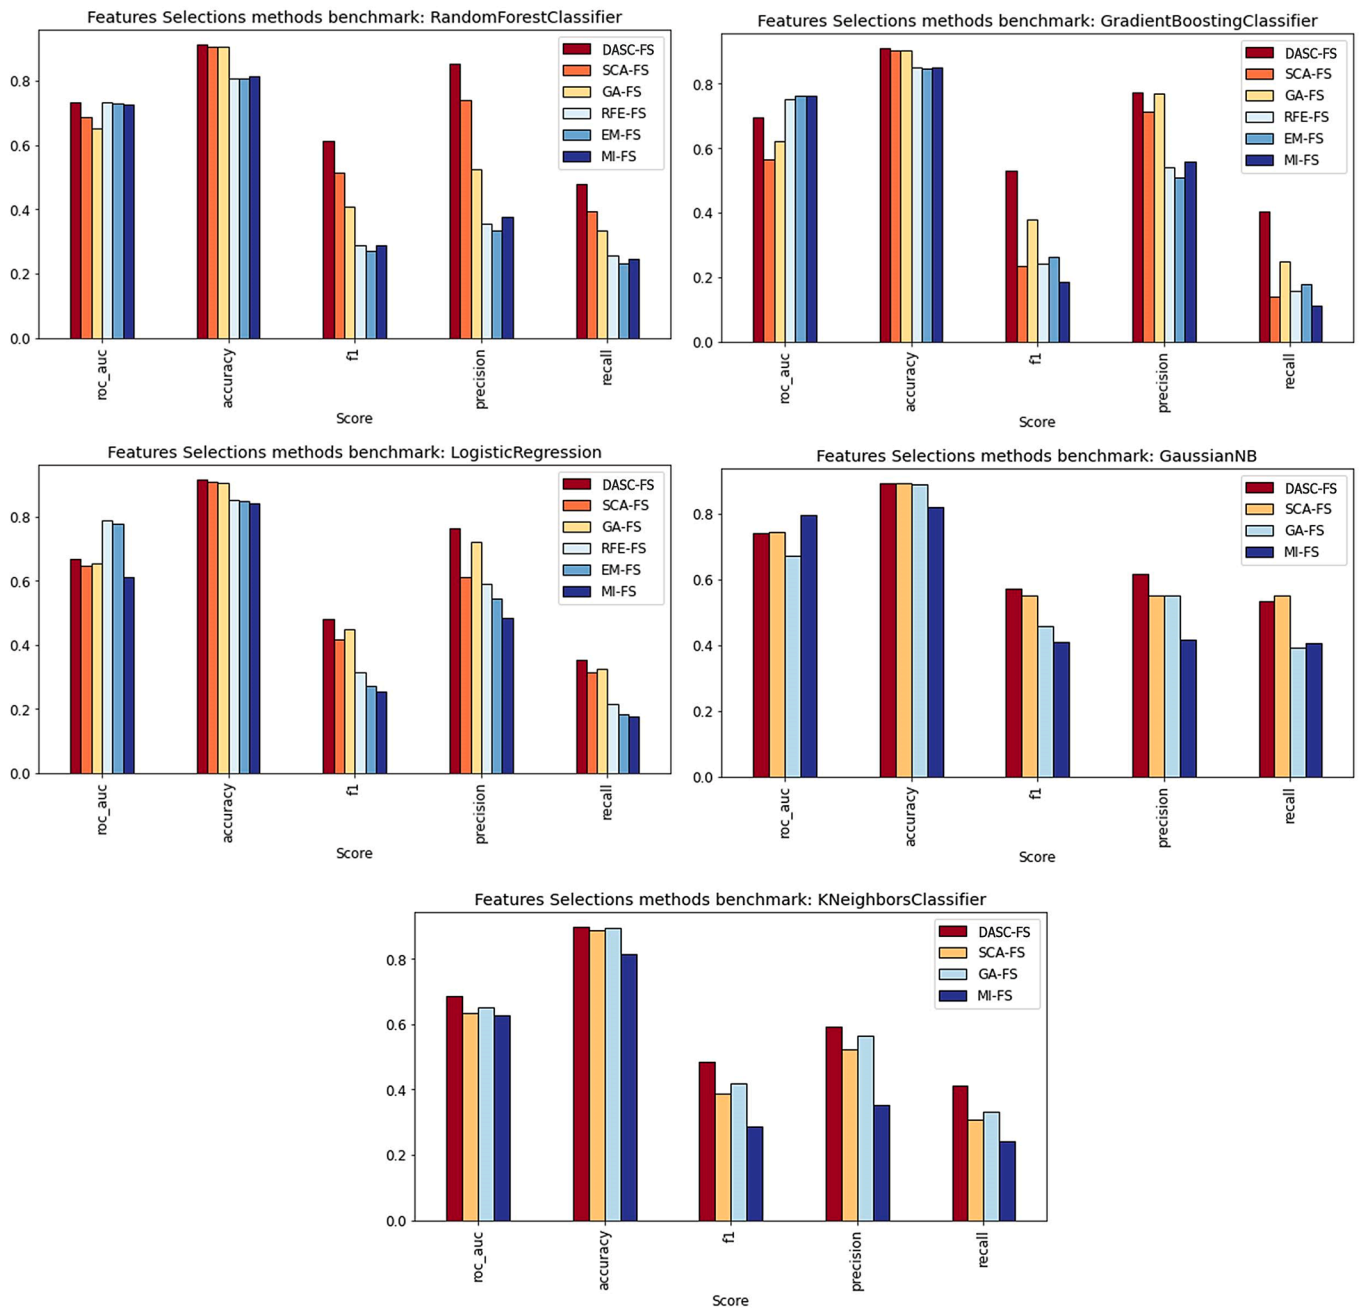 Features Selections methods benchmark: RandomForestClassifier
DASC-FS
SCA-FS
GA-FS
RFE-FS
EM-FS
MI-FS
0.8
0.6
0.4
0.2
0.0
roc_auc
accuracy
f1
precision
recall
Score
Features Selections methods benchmark: GradientBoostingClassifier
DASC-FS
SCA-FS
GA-FS
RFE-FS
EM-FS
MI-FS
0.8
0.6
0.4
0.2
0.0
roc_auc
accuracy
f1
precision
recall
Score
Features Selections methods benchmark: LogisticRegression
DASC-FS
SCA-FS
GA-FS
RFE-FS
EM-FS
MI-FS
0.8
0.6
0.4
0.2
0.0
roc_auc
accuracy
f1
precision
recall
Score
Features Selections methods benchmark: GaussianNB
DASC-FS
SCA-FS
GA-FS
MI-FS
0.8
0.6
0.4
0.2
0.0
roc_auc
accuracy
f1
precision
recall
Score
Features Selections methods benchmark: KNeighborsClassifier
DASC-FS
SCA-FS
GA-FS
MI-FS
0.8
0.6
0.4
0.2
0.0
roc_auc
accuracy
f1
precision
recall
Score